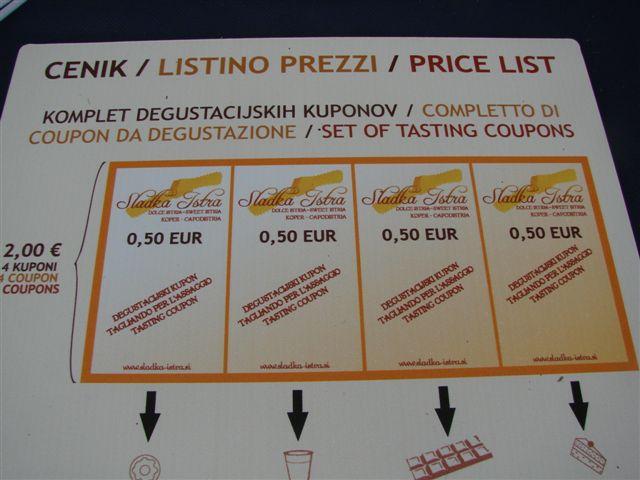 CENIK / LISTINO PREZZI / PRICE LIST
KOMPLET DEGUSTACIJSKIH KUPONOV / COMPLETTO DI
COUPON DA DEGUSTAZIONE / SET OF TASTING COUPONS
2,00 €
4 KUPONI
4 COUPON
COUPONS
Sladka Istra
DOLCE ISTRIA-SWEET ISTRIA
KOPER - CAPODISTRIA
0,50 EUR
DEGUSTACIJSKI KUPON
TAGLIANDO PER L'ASSAGGIO
TASTING COUPON
www.sladka-istra.si
Sladka Istra
DOLCE ISTRIA-SWEET ISTRIA
KOPER - CAPODISTRIA
0,50 EUR
DEGUSTACIJSKI KUPON
TAGLIANDO PER L'ASSAGGIO
TASTING COUPON
www.sladka-istra.si
Sladka Istra
DOLCE ISTRIA-SWEET ISTRIA
KOPER - CAPODISTRIA
0,50 EUR
DEGUSTACIJSKI KUPON
TAGLIANDO PER L'ASSAGGIO
TASTING COUPON
www.sladka-istra.si
Sladka Istra
DOLCE ISTRIA-SWEET ISTRIA
KOPER - CAPODISTRIA
0,50 EUR
DEGUSTACIJSKI KUPON
TAGLIANDO PER L'ASSAGGIO
TASTING COUPON
www.sladka-istra.si